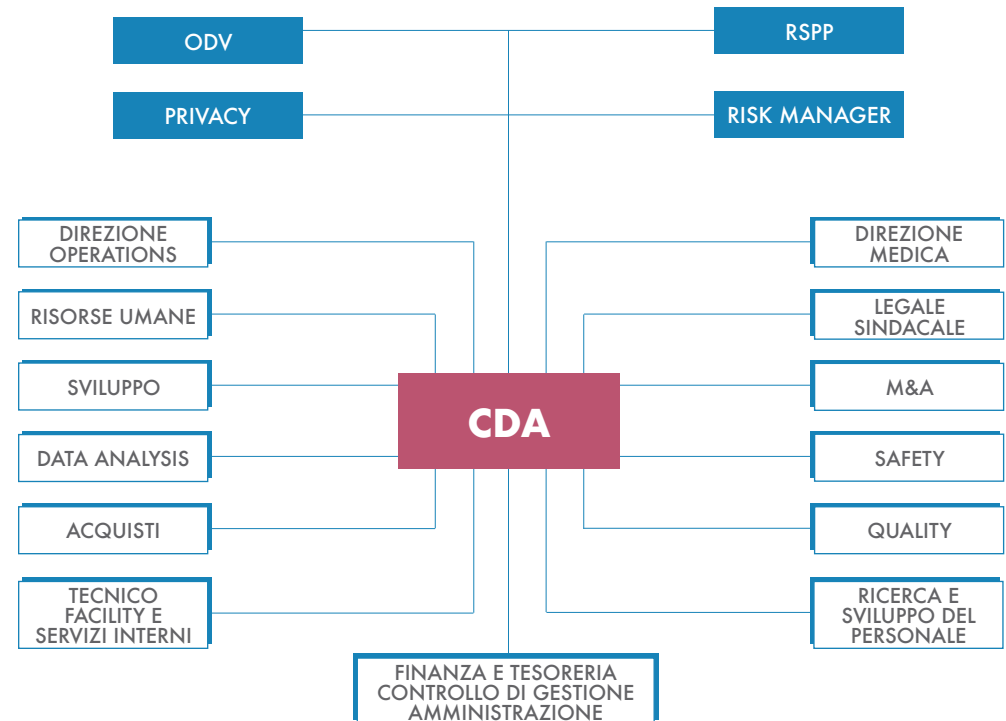 ODV
RSPP
PRIVACY
RISK MANAGER
DIREZIONE
OPERATIONS
DIREZIONE
MEDICA
RISORSE UMANE
LEGALE
SINDACALE
SVILUPPO
CDA
M&A
DATA ANALYSIS
SAFETY
ACQUISTI
QUALITY
TECNICO
FACILITY E
SERVIZI INTERNI
RICERCA E
SVILUPPO DEL
PERSONALE
FINANZA E TESORERIA
CONTROLLO DI GESTIONE
AMMINISTRAZIONE